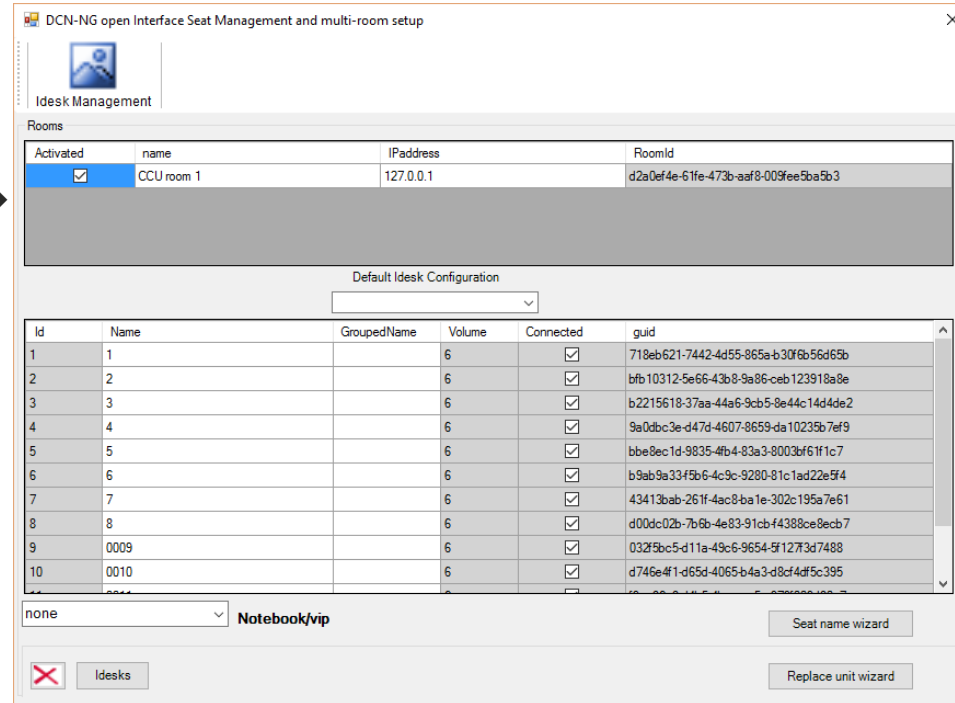 DCN-NG open Interface Seat Management and multi-room setup
Idesk Management
Rooms
Activated name IPaddress RoomId
CCU room 1 127.0.0.1 d2a0ef4e-61fe-473b-aaf8-009fee5ba5b3
Default Idesk Configuration
Id Name GroupedName Volume Connected guid
1 1 6 718eb621-7442-4d55-865a-b30f6b56d65b
2 2 6 bfb10312-5e66-43b8-9a86-ceb123918a8e
3 3 6 b2215618-37aa-44a6-9cb5-8e44c14d4de2
4 4 6 9a0dbc3e-d47d-4607-8659-da10235b7ef9
5 5 6 bbe8ec1d-9835-4fb4-83a3-8003bf61f1c7
6 6 6 b9ab9a33-f5b6-4c9c-9280-81c1ad22e5f4
7 7 6 43413bab-261f-4ac8-ba1e-302c195a7e61
8 8 6 d00dc02b-7b6b-4e83-91cb-f4388ce8ecb7
9 0009 6 032f5bc5-d11a-49c6-9654-5f127f3d7488
10 0010 6 d746e4f1-d65d-4065-b4a3-d8cf4df5c395
none Notebook/vip Seat name wizard
Idesks Replace unit wizard